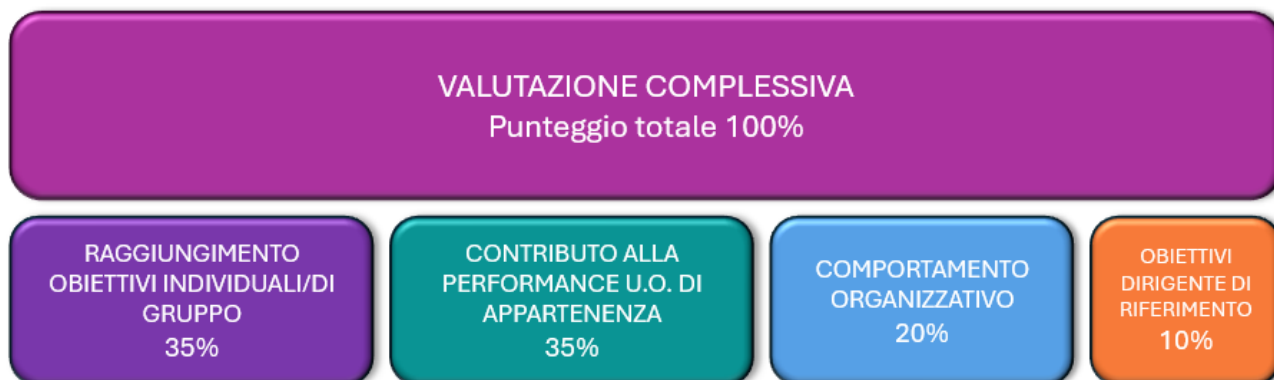 VALUTAZIONE COMPLESSIVA
Punteggio totale 100%
RAGGIUNGIMENTO
OBIETTIVI INDIVIDUALI/DI
GRUPPO
35%
CONTRIBUTO ALLA
PERFORMANCE U.O. DI
APPARTENENZA
35%
COMPORTAMENTO
ORGANIZZATIVO
20%
OBIETTIVI
DIRIGENTE DI
RIFERIMENTO
10%